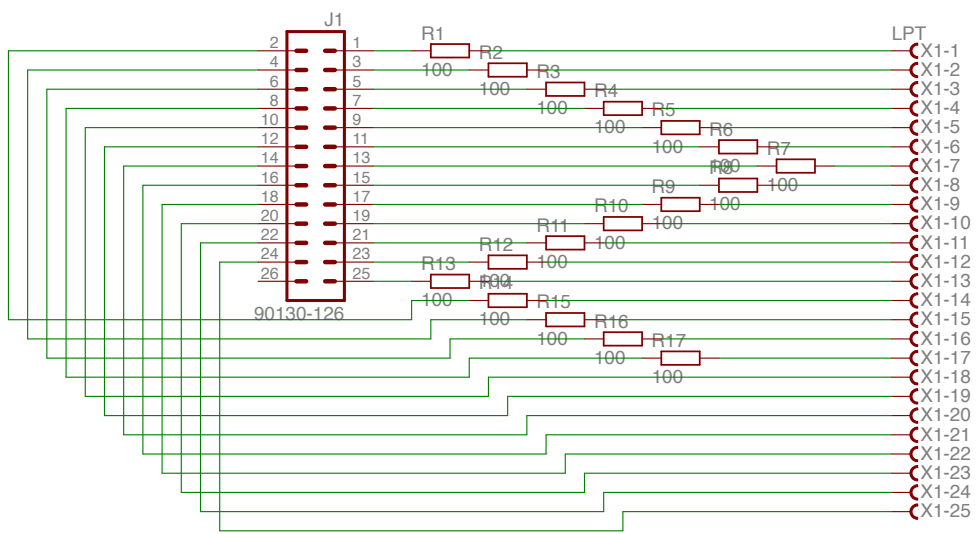 J1
R1
LPT
2
1
X1-1
R2
4
100
3
X1-2
R3
6
100
5
X1-3
R4
8
100
7
X1-4
R5
10
100
9
X1-5
R6
12
100
11
X1-6
R7
14
100
R8
13
X1-7
16
15
100
X1-8
R9
18
100
17
X1-9
R10
20
100
19
X1-10
R11
22
100
21
X1-11
R12
24
100
23
X1-12
R13
26
100
R14
25
X1-13
100
X1-14
R15
90130-126
100
X1-15
R16
100
X1-16
R17
100
X1-17
100
X1-18
X1-19
X1-20
X1-21
X1-22
X1-23
X1-24
X1-25